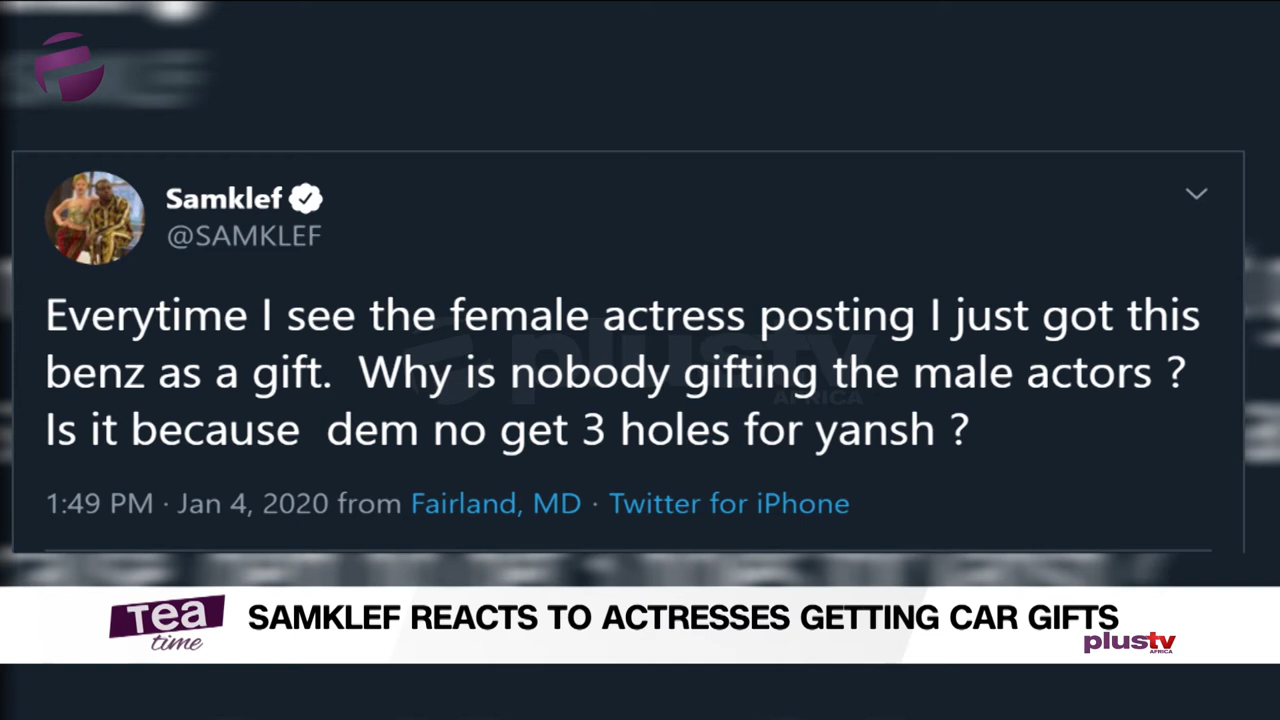 Samklef
@SAMKLEF
Everytime I see the female actress posting I just got this
benz as a gift.  Why is nobody gifting the male actors ?
Is it because  dem no get 3 holes for yansh ?
1:49 PM · Jan 4, 2020 from Fairland, MD · Twitter for iPhone
plustv
AFRICA
Tea
time
SAMKLEF REACTS TO ACTRESSES GETTING CAR GIFTS
plustv
AFRICA